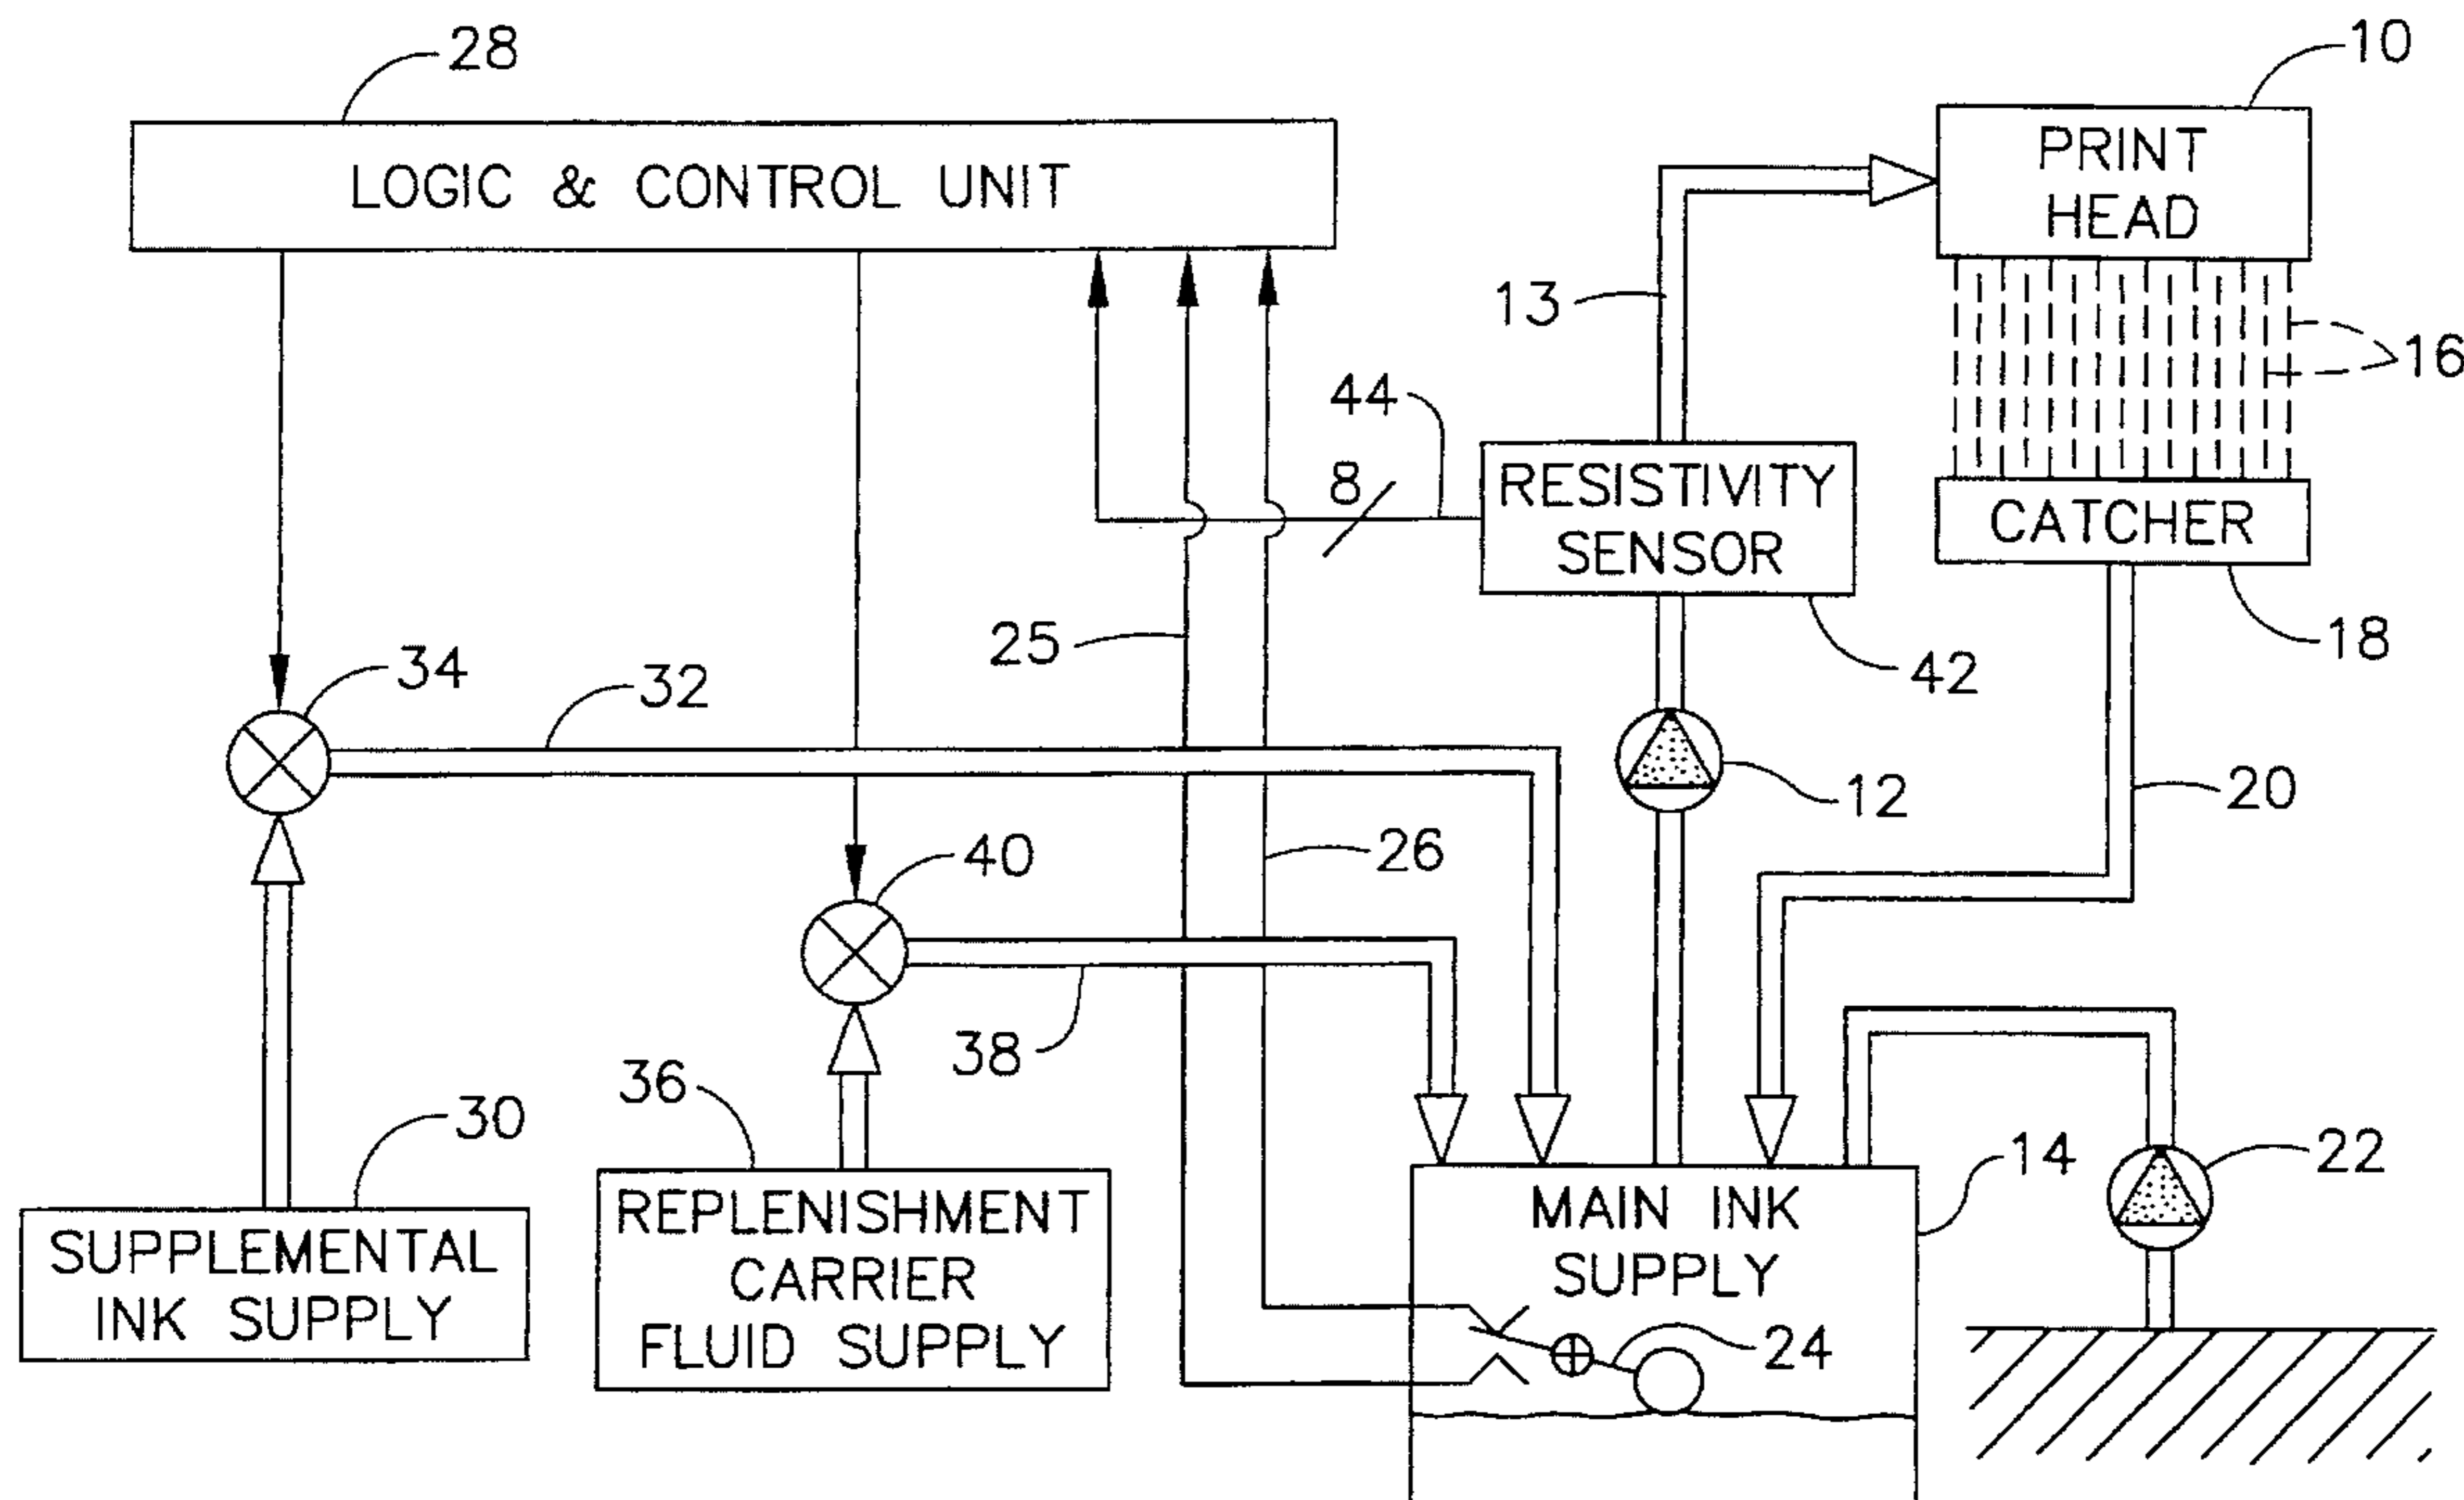 28
10
LOGIC & CONTROL UNIT
PRINT
HEAD
13
16
44
8
RESISTIVITY
SENSOR
CATCHER
25
18
42
34
32
12
20
26
40
38
36
30
14
22
SUPPLEMENTAL
INK SUPPLY
REPLENISHMENT
CARRIER
FLUID SUPPLY
MAIN INK
SUPPLY
24